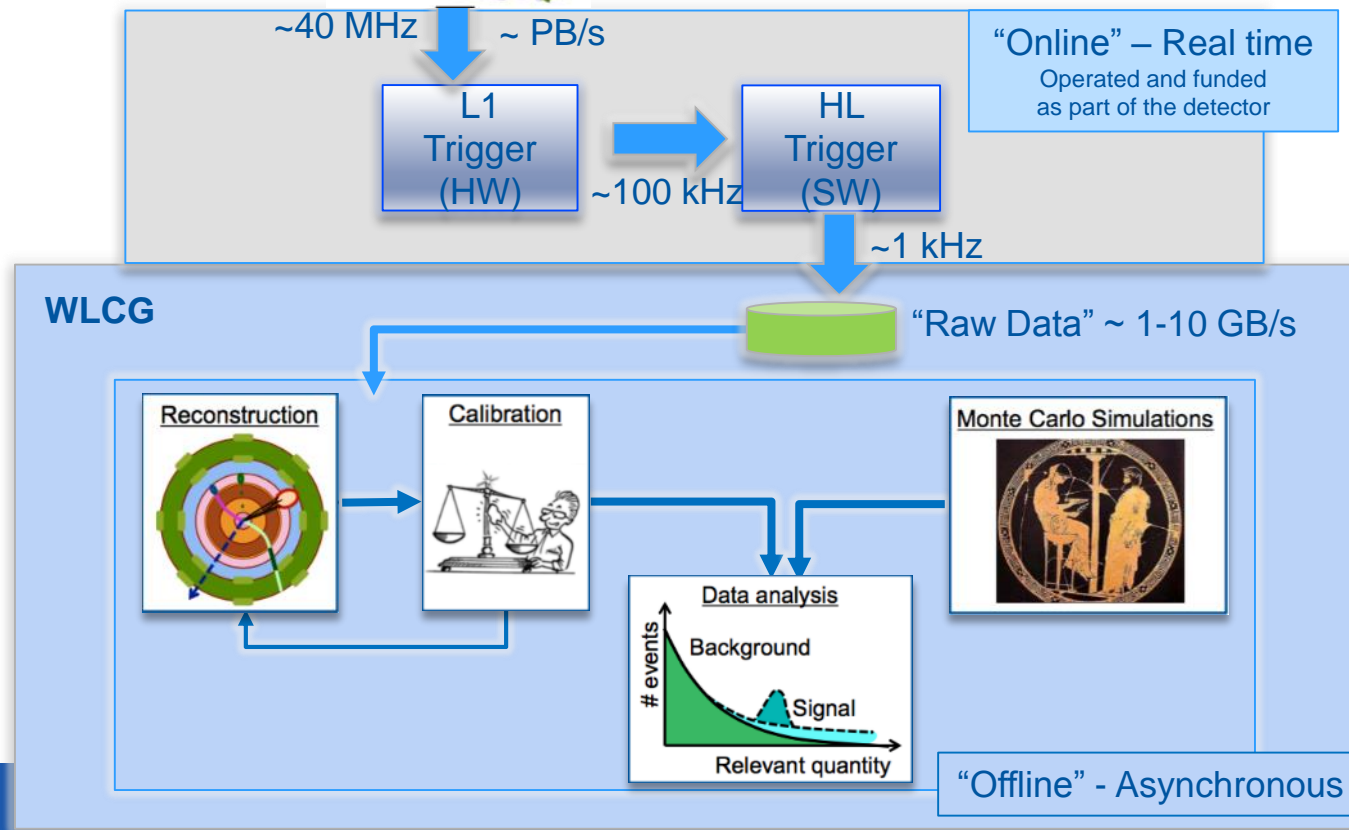 ~40 MHz
~ PB/s
“Online” – Real time
Operated and funded
as part of the detector
L1
Trigger
(HW)
~100 kHz
HL
Trigger
(SW)
~1 kHz
WLCG
“Raw Data” ~ 1-10 GB/s
Reconstruction
Calibration
Monte Carlo Simulations
Data analysis
# events
Background
Signal
Relevant quantity
“Offline” - Asynchronous